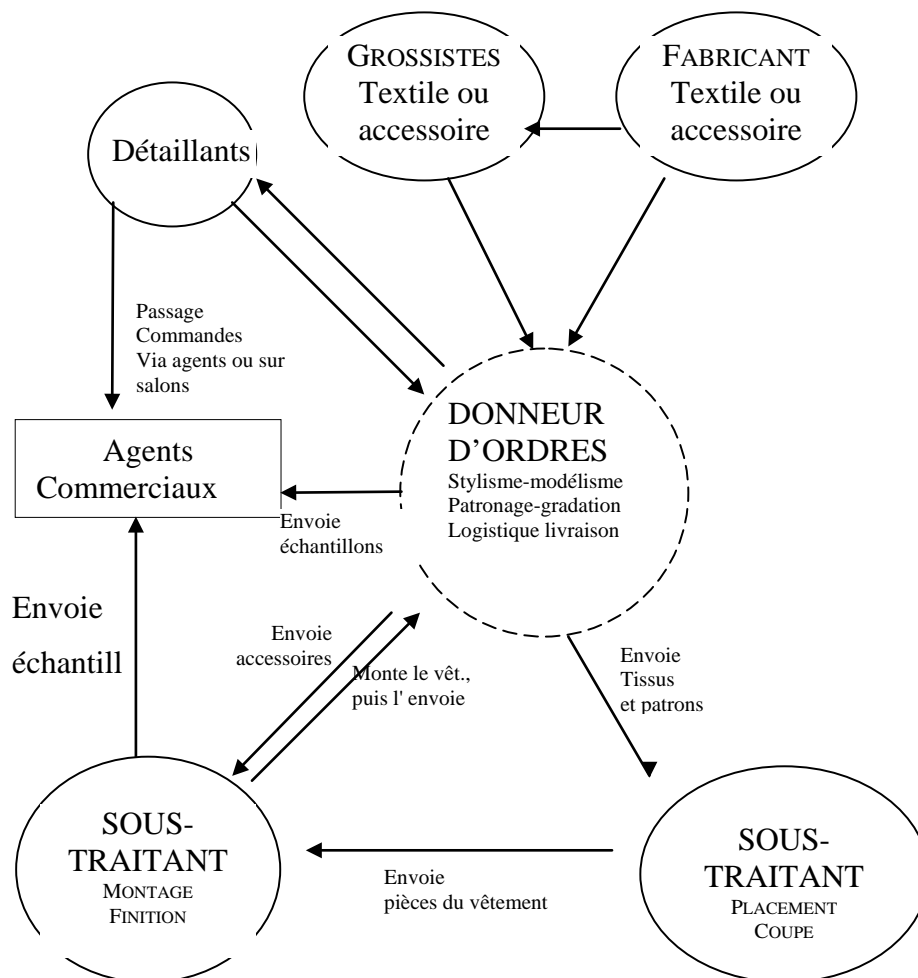 GROSSISTES
Textile ou
accessoire
FABRICANT
Textile ou
accessoire
Détaillants
Passage
Commandes
Via agents ou sur
salons
DONNEUR
D'ORDRES
Stylisme-modélisme
Patronage-gradation
Logistique livraison
Agents
Commerciaux
Envoie
échantillons
Envoie
échantill
Envoie
accessoires
Monte le vêt.,
puis l' envoie
Envoie
Tissus
et patrons
SOUS-
TRAITANT
MONTAGE
FINITION
Envoie
pièces du vêtement
SOUS-
TRAITANT
PLACEMENT
COUPE